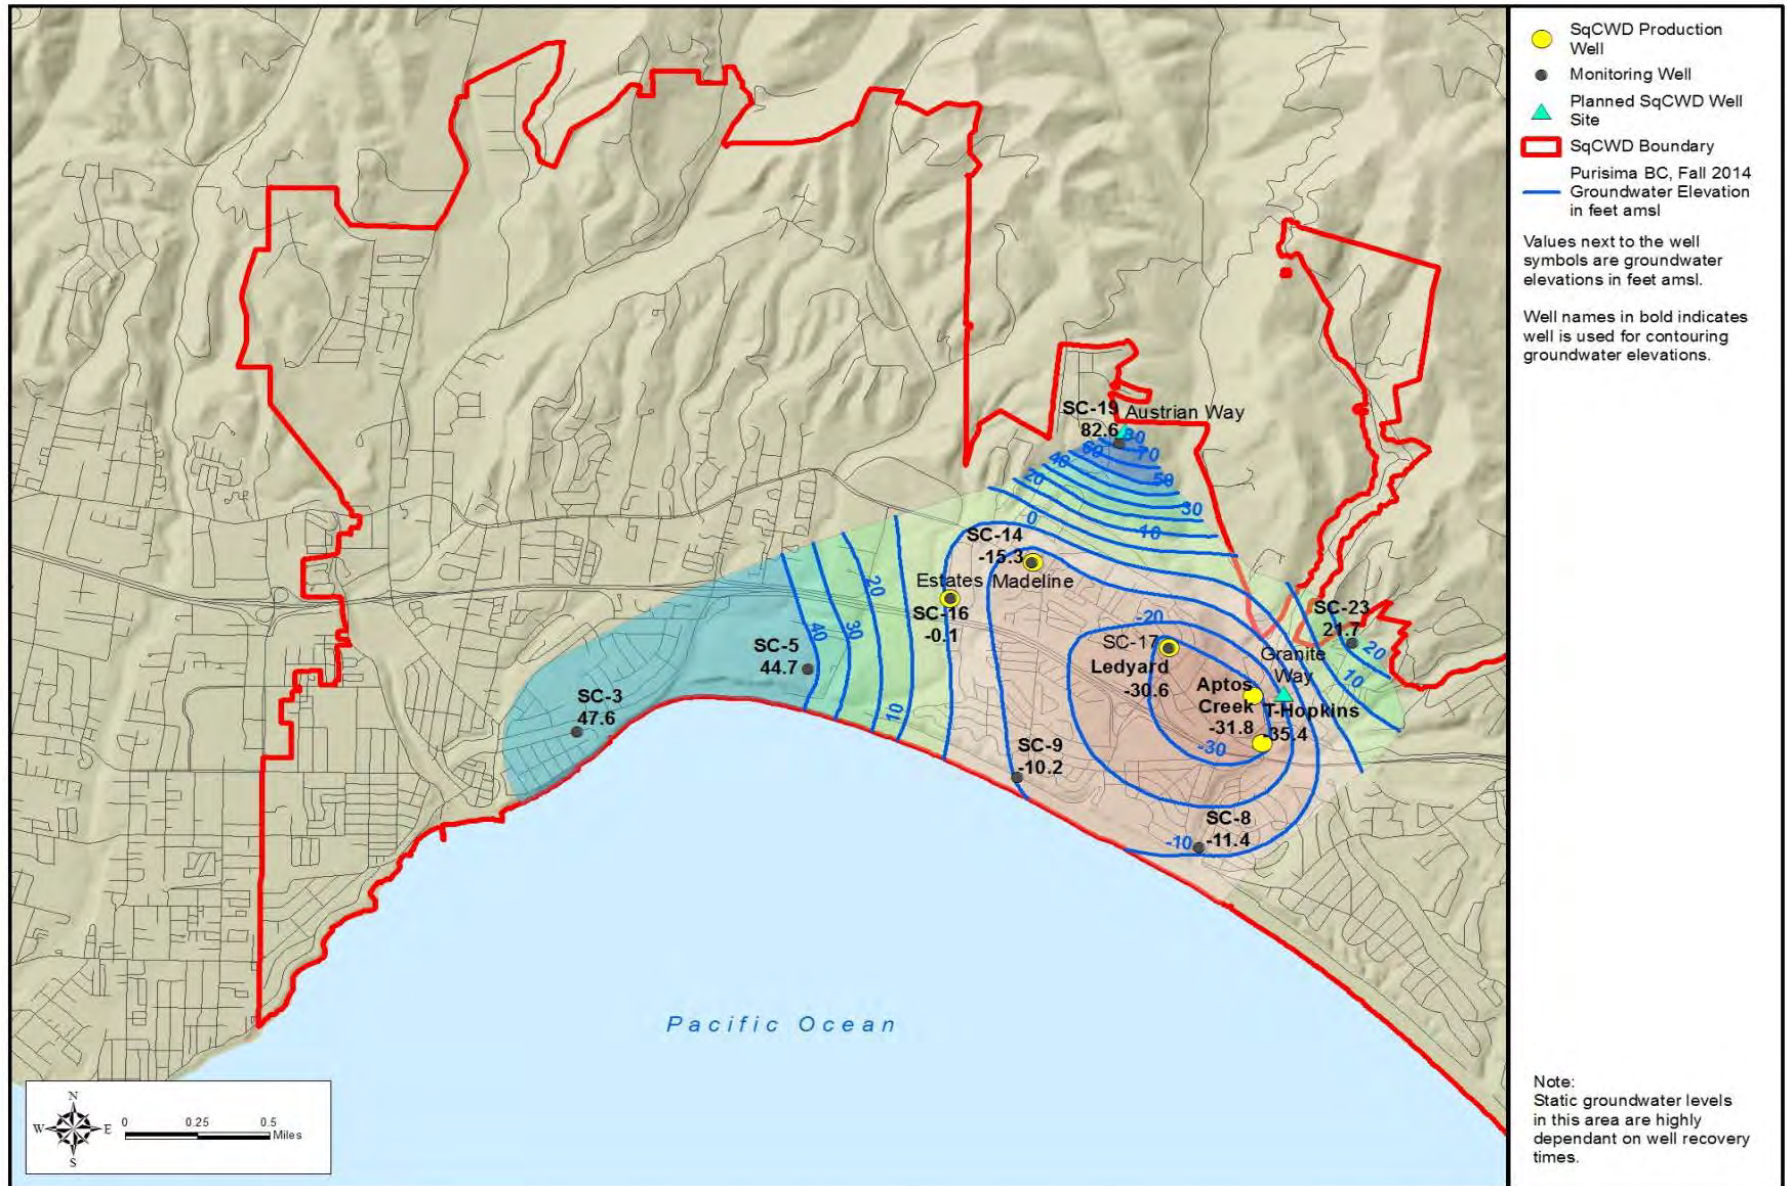 SqCWD Production
Well
Monitoring Well
Planned SqCWD Well
Site
SqCWD Boundary
Purisima BC, Fall 2014
Groundwater Elevation
in feet amsl
Values next to the well
symbols are groundwater
elevations in feet amsl.
Well names in bold indicates
well is used for contouring
groundwater elevations.
SC-19
82.6
Austrian Way
80
70
60
50
40
30
20
10
0
SC-14
-15.3
Estates
Madeline
SC-16
-0.1
20
40
30
10
SC-5
44.7
SC-3
47.6
SC-9
-10.2
-20
SC-17
Ledyard
-30.6
Aptos
Creek
-31.8
Granite
Way
T-Hopkins
-35.4
-30
SC-23
21.7
20
10
SC-8
-11.4
-10
Pacific Ocean
N
W
E
S
0
0.25
0.5
Miles
Note:
Static groundwater levels
in this area are highly
dependant on well recovery
times.